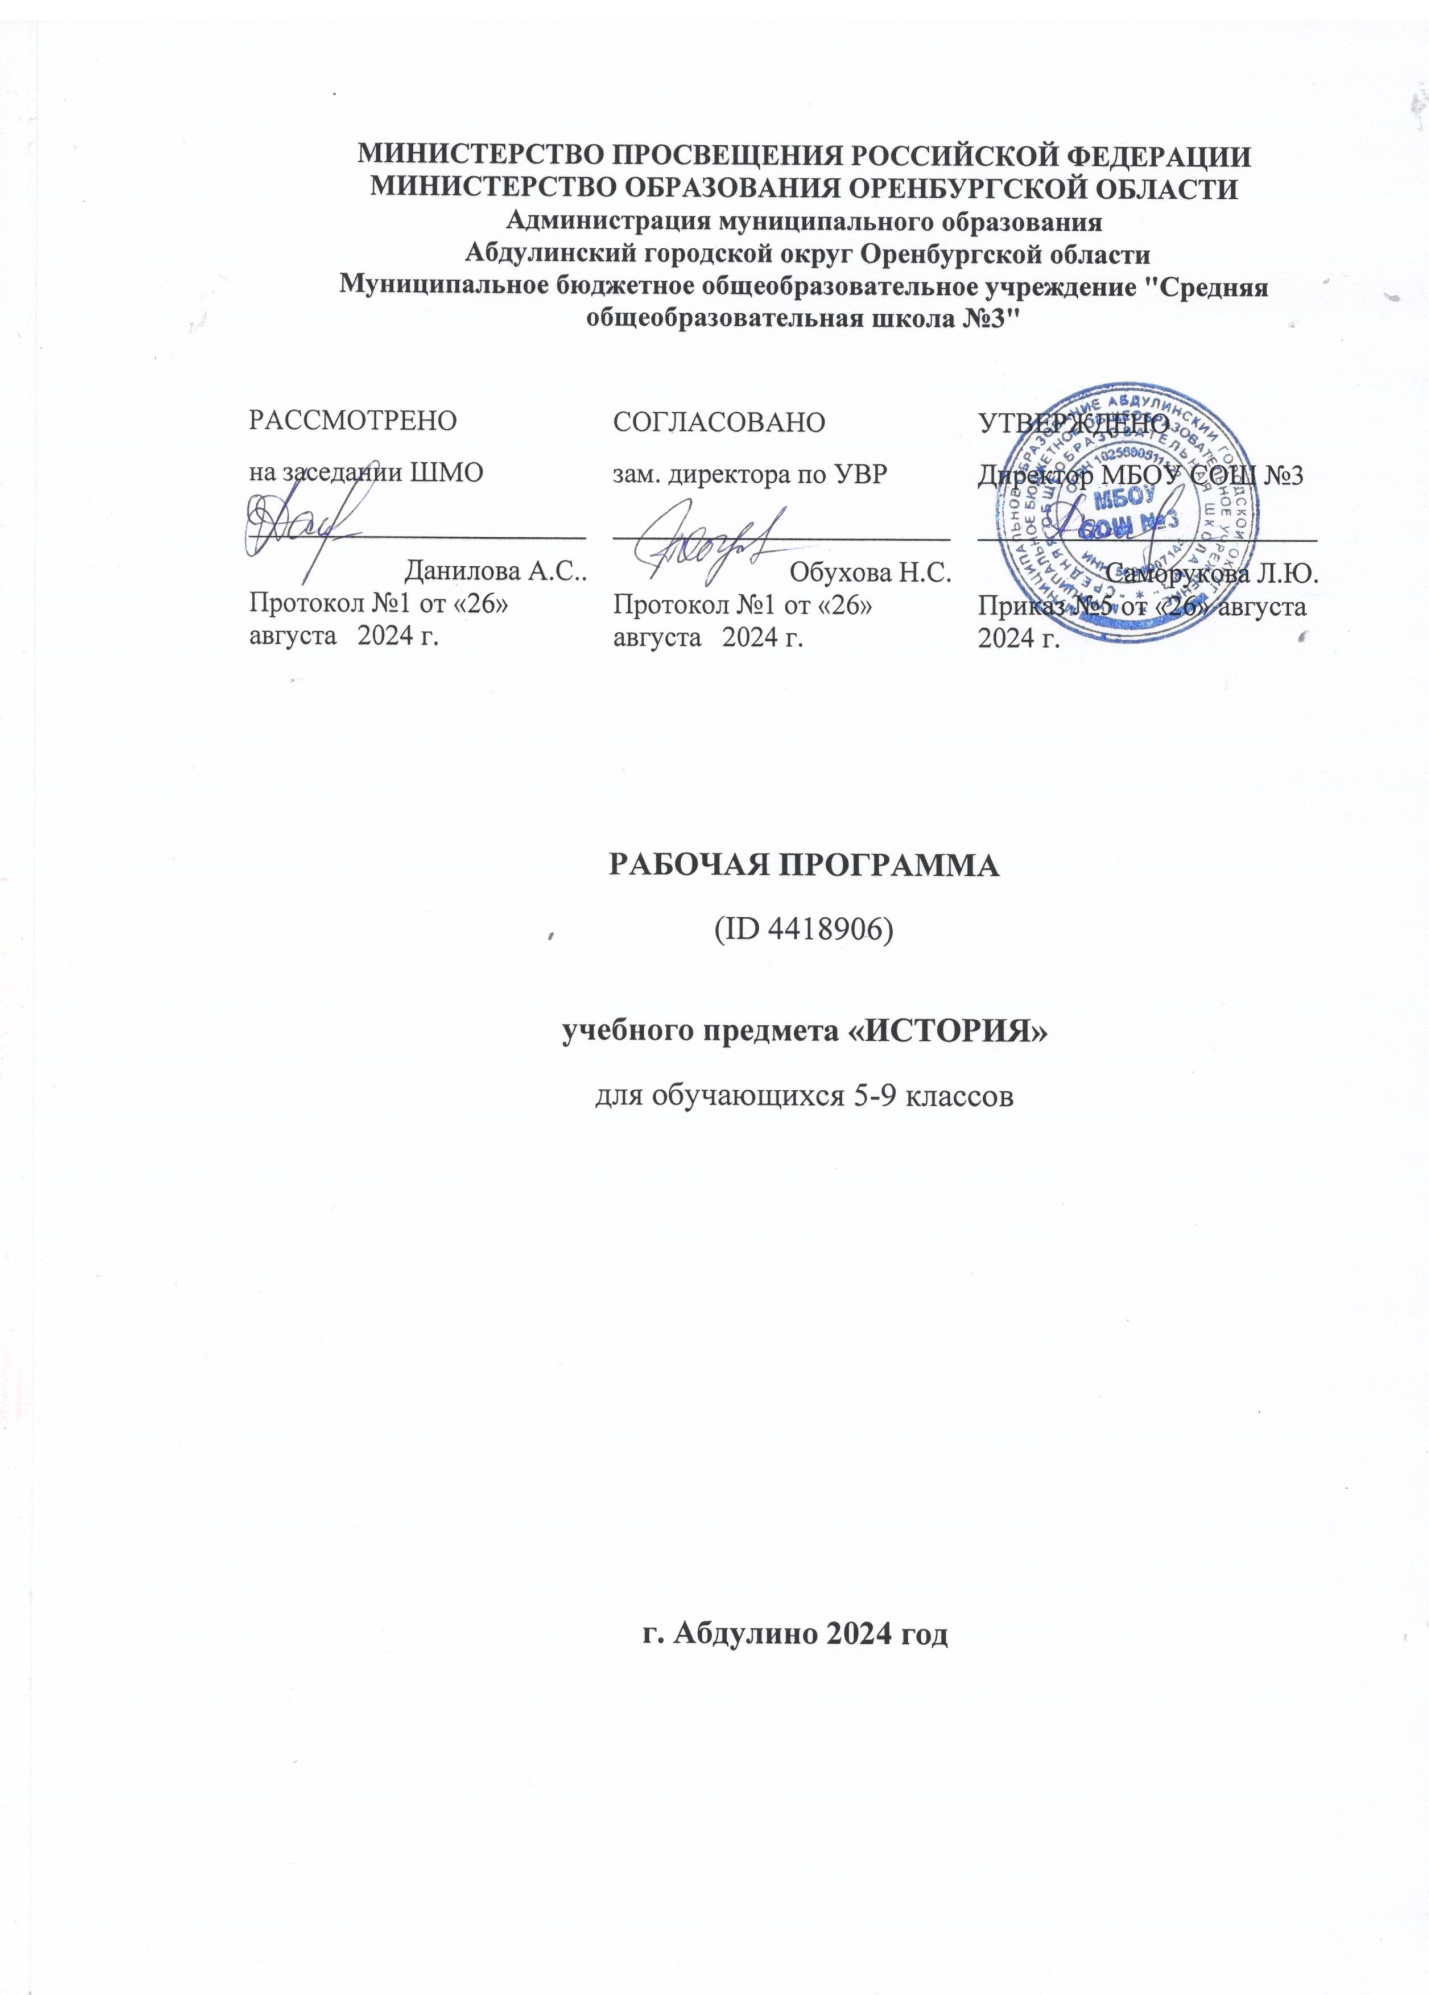 МИНИСТЕРСТВО ПРОСВЕЩЕНИЯ РОССИЙСКОЙ ФЕДЕРАЦИИ
МИНИСТЕРСТВО ОБРАЗОВАНИЯ ОРЕНБУРГСКОЙ ОБЛАСТИ
Администрация муниципального образования
Абдулинский городской округ Оренбургской области
Муниципальное бюджетное общеобразовательное учреждение "Средняя
общеобразовательная школа №3"
РАССМОТРЕНО
на заседании ШМО
Данилова А.С..
Протокол №1 от «26»
августа 2024 г.
СОГЛАСОВАНО
зам. директора по УВР
Обухова Н.С.
Протокол №1 от «26»
августа 2024 г.
УТВЕРЖДЕНО
Директор МБОУ СОШ №3
Саморукова Л.Ю.
Приказ №5 от «26» августа
2024 г.
МБОУ
СОШ №3
РАБОЧАЯ ПРОГРАММА
(ID 4418906)
учебного предмета «ИСТОРИЯ»
для обучающихся 5-9 классов
г. Абдулино 2024 год